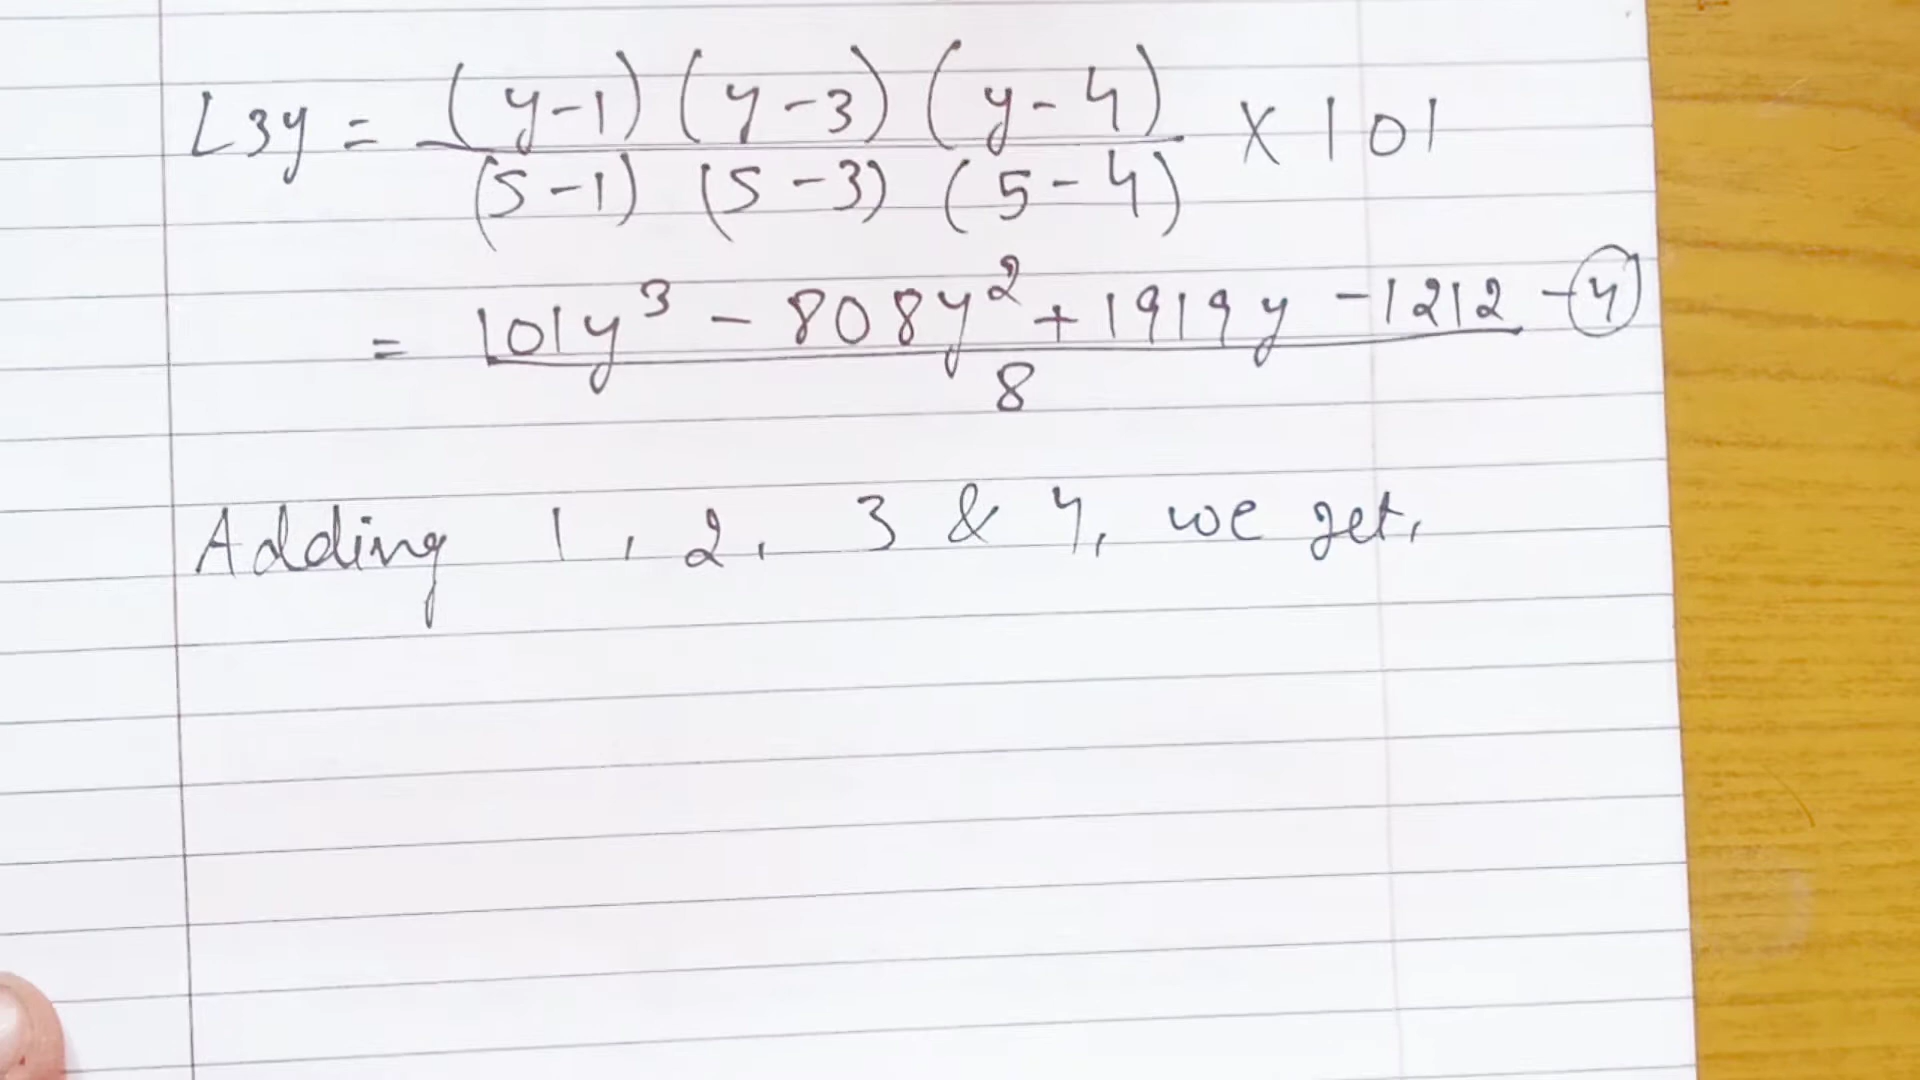 L3y = (y-1) (y-3) (y-4) / (5-1) (5-3) (5-4) X 101
= 101y³ - 808y² + 1919y - 1212 / 8 - ④
Adding 1, 2, 3 & 4, we get,